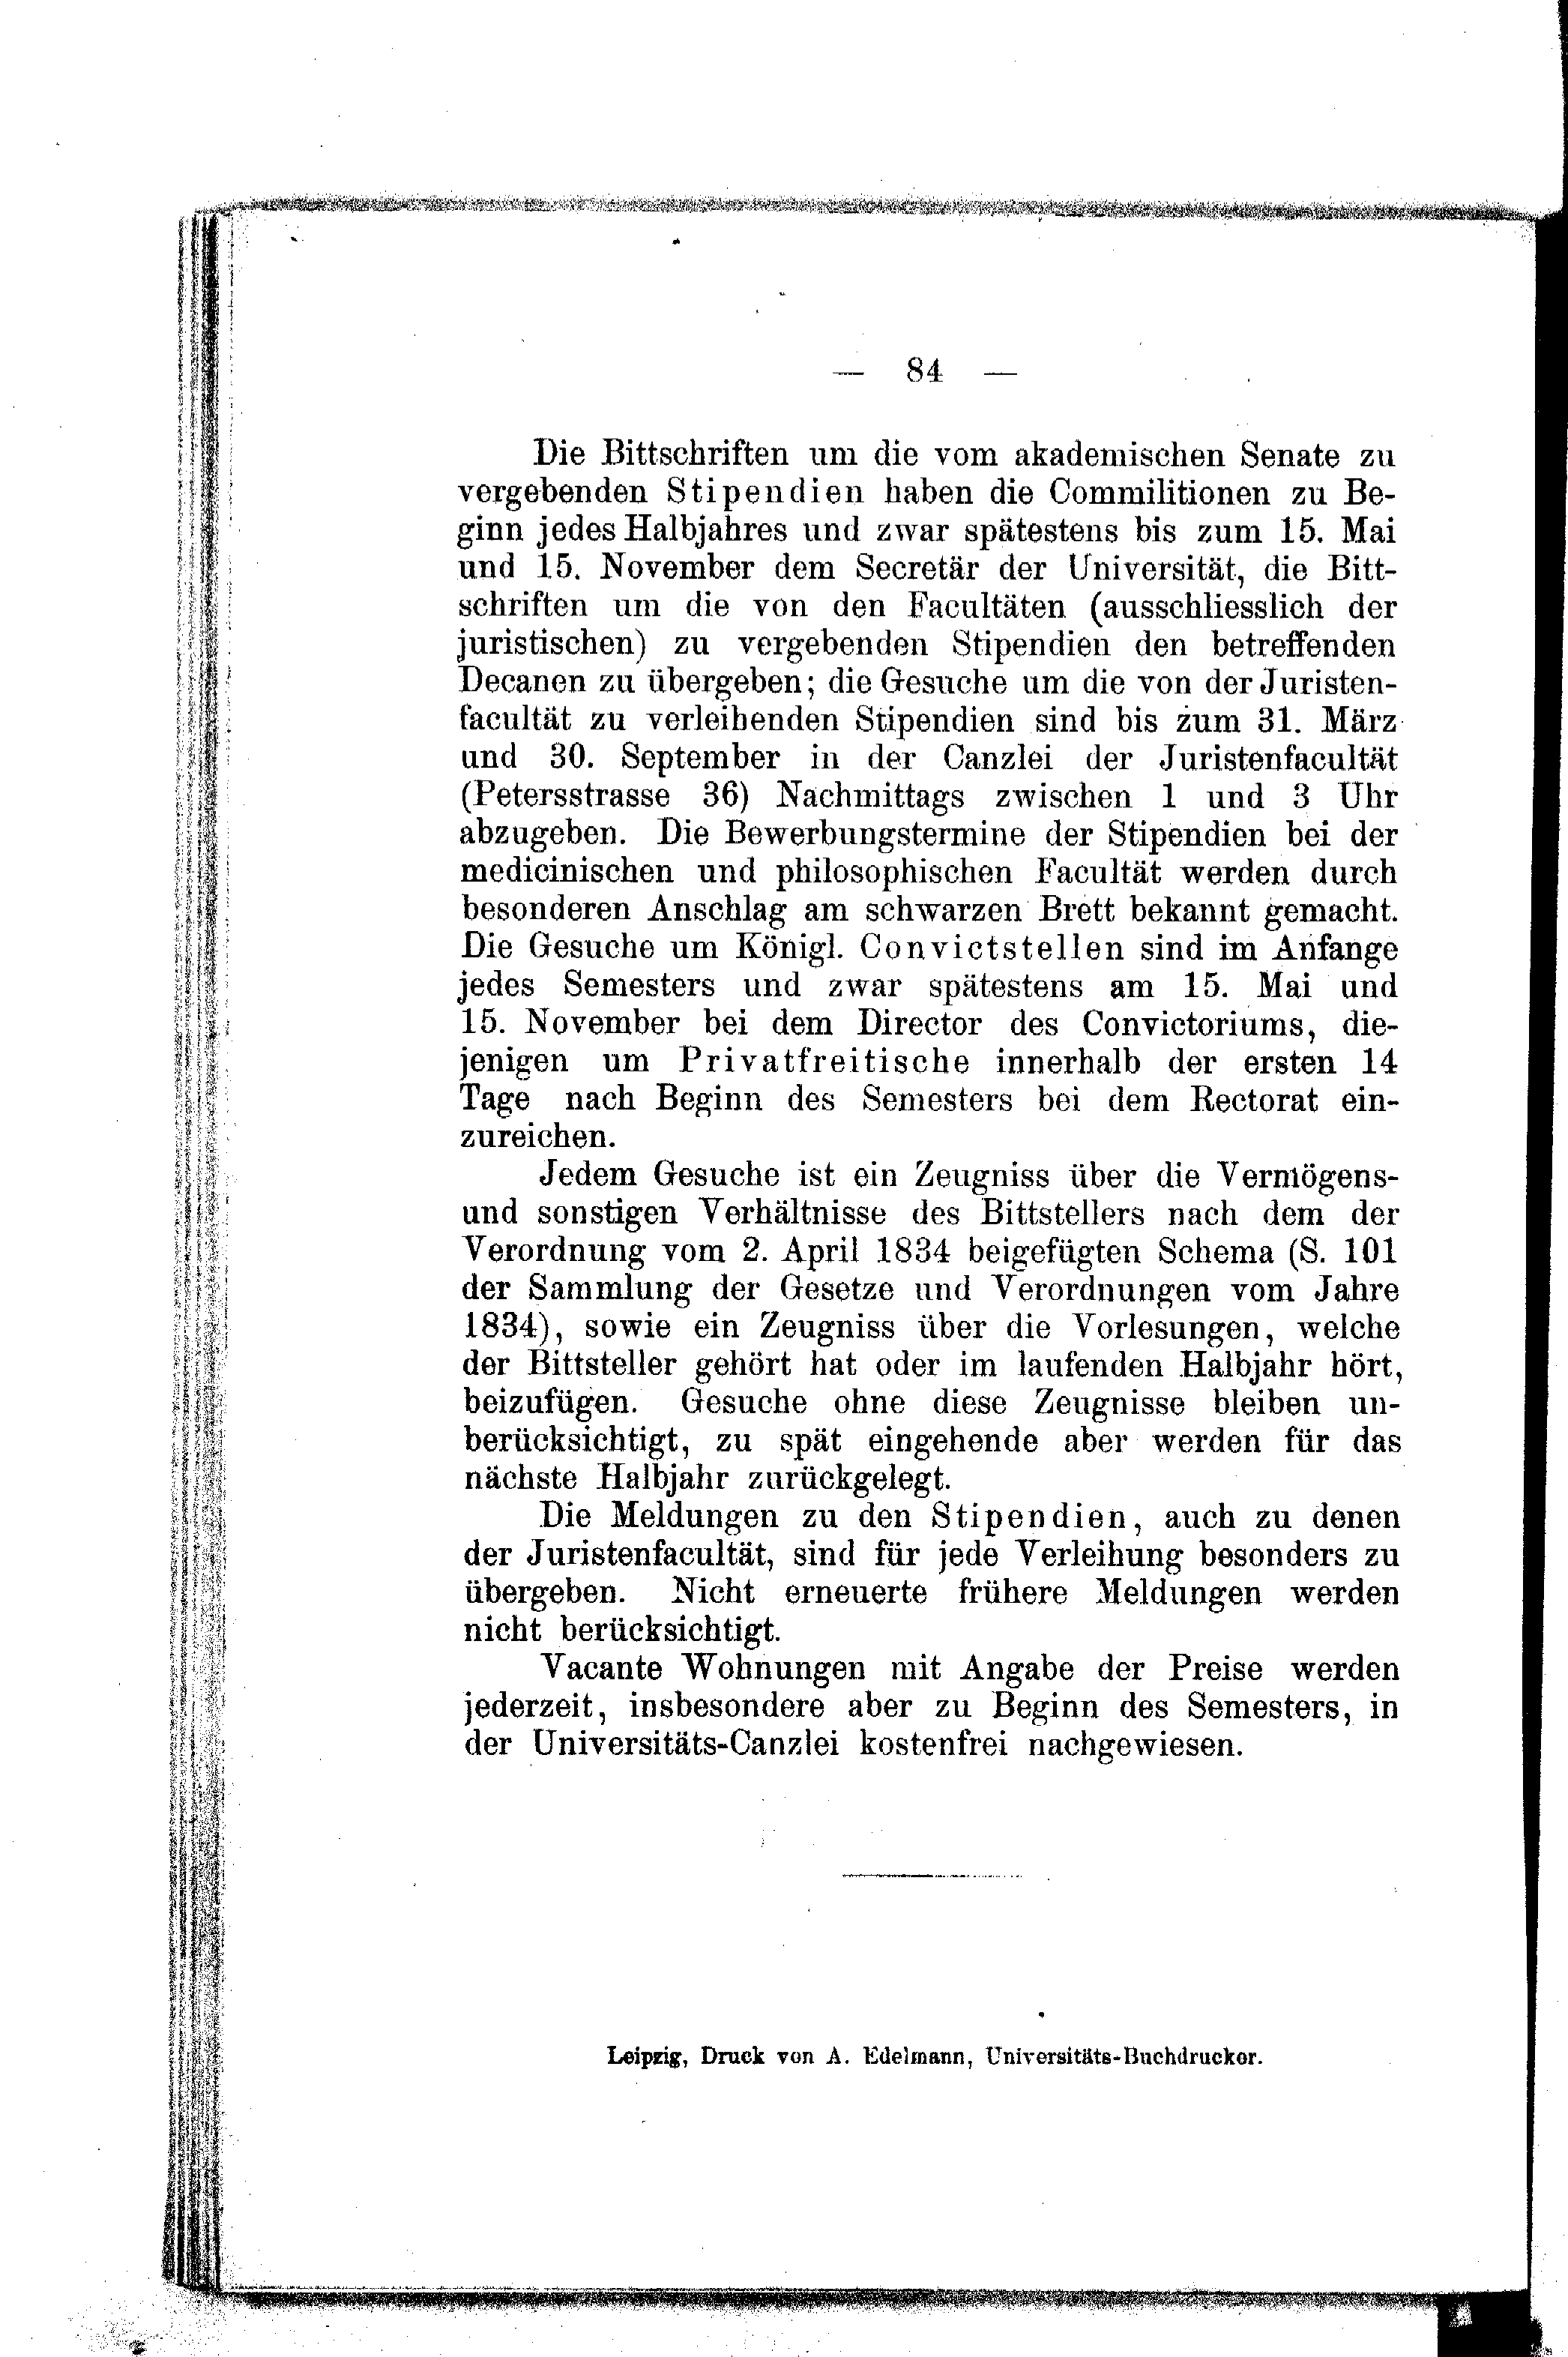 — 84 —
Die Bittschriften um die vom akademischen Senate zu
vergebenden Stipendien haben die Commilitionen zu Be-
ginn jedes Halbjahres und zwar spätestens bis zum 15. Mai
und 15. November dem Secretär der Universität, die Bitt-
schriften um die von den Facultäten (ausschliesslich der
juristischen) zu vergebenden Stipendien den betreffenden
Decanen zu übergeben; die Gesuche um die von der Juristen-
facultät zu verleihenden Stipendien sind bis zum 31. März
und 30. September in der Canzlei der Juristenfacultät
(Petersstrasse 36) Nachmittags zwischen 1 und 3 Uhr
abzugeben. Die Bewerbungstermine der Stipendien bei der
medicinischen und philosophischen Facultät werden durch
besonderen Anschlag am schwarzen Brett bekannt gemacht.
Die Gesuche um Königl. Convictstellen sind im Anfange
jedes Semesters und zwar spätestens am 15. Mai und
15. November bei dem Director des Convictoriums, die-
jenigen um Privatfreitische innerhalb der ersten 14
Tage nach Beginn des Semesters bei dem Rectorat ein-
zureichen.
Jedem Gesuche ist ein Zeugniss über die Vermögens-
und sonstigen Verhältnisse des Bittstellers nach dem der
Verordnung vom 2. April 1834 beigefügten Schema (S. 101
der Sammlung der Gesetze und Verordnungen vom Jahre
1834), sowie ein Zeugniss über die Vorlesungen, welche
der Bittsteller gehört hat oder im laufenden Halbjahr hört,
beizufügen. Gesuche ohne diese Zeugnisse bleiben un-
berücksichtigt, zu spät eingehende aber werden für das
nächste Halbjahr zurückgelegt.
Die Meldungen zu den Stipendien, auch zu denen
der Juristenfacultät, sind für jede Verleihung besonders zu
übergeben. Nicht erneuerte frühere Meldungen werden
nicht berücksichtigt.
Vacante Wohnungen mit Angabe der Preise werden
jederzeit, insbesondere aber zu Beginn des Semesters, in
der Universitäts-Canzlei kostenfrei nachgewiesen.
Leipzig, Druck von A. Edelmann, Universitäts-Buchdrucker.